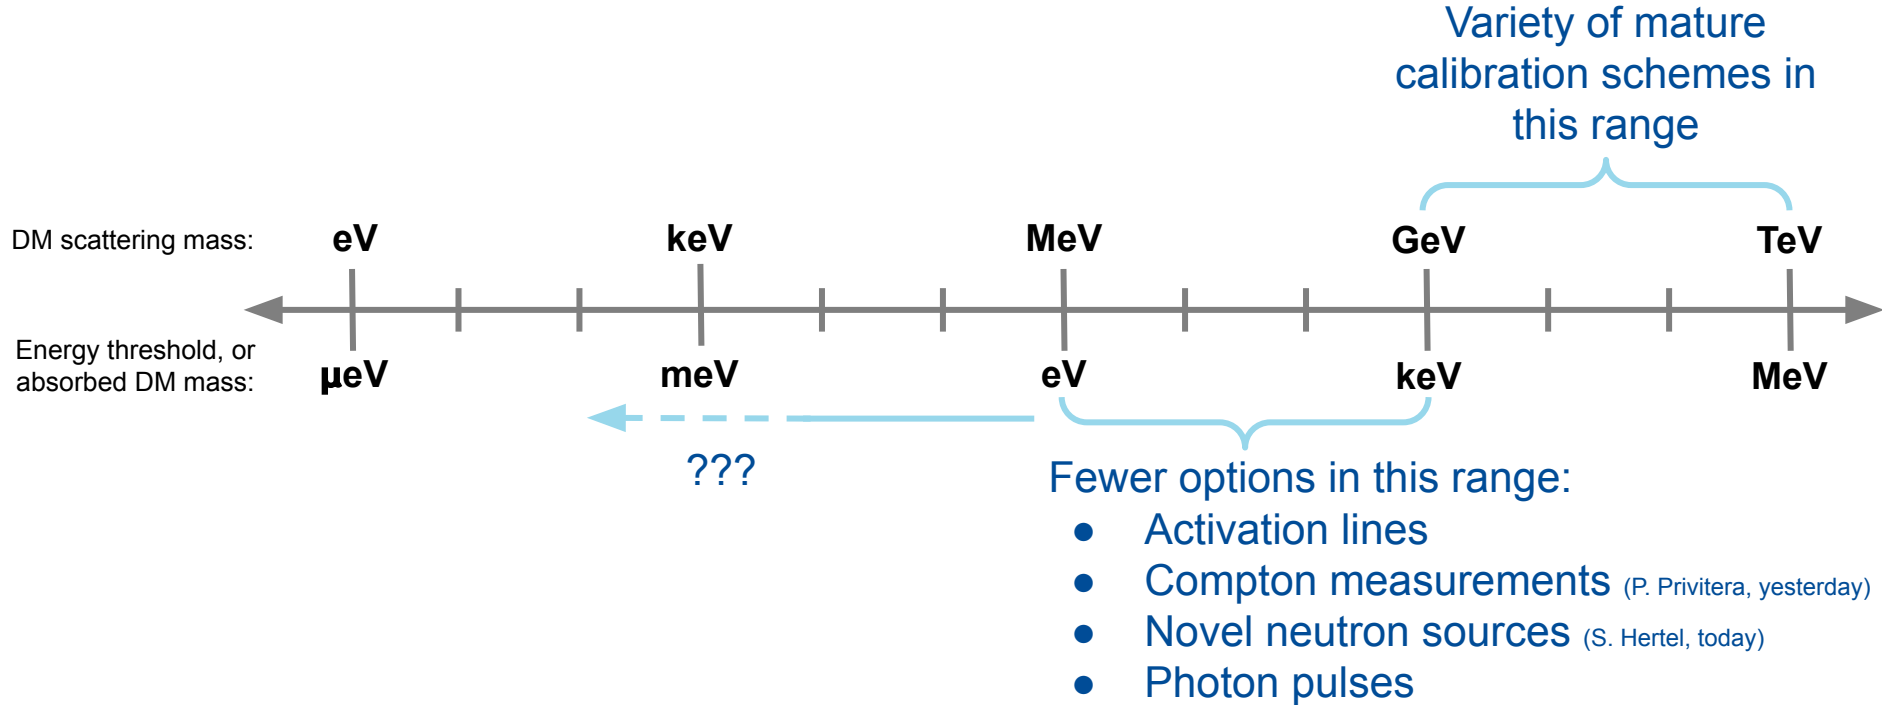 Variety of mature
calibration schemes in
this range
DM scattering mass:
eV keV MeV GeV TeV
Energy threshold, or
absorbed DM mass:
μeV meV eV keV MeV
???
Fewer options in this range:
● Activation lines
● Compton measurements (P. Privitera, yesterday)
● Novel neutron sources (S. Hertel, today)
● Photon pulses